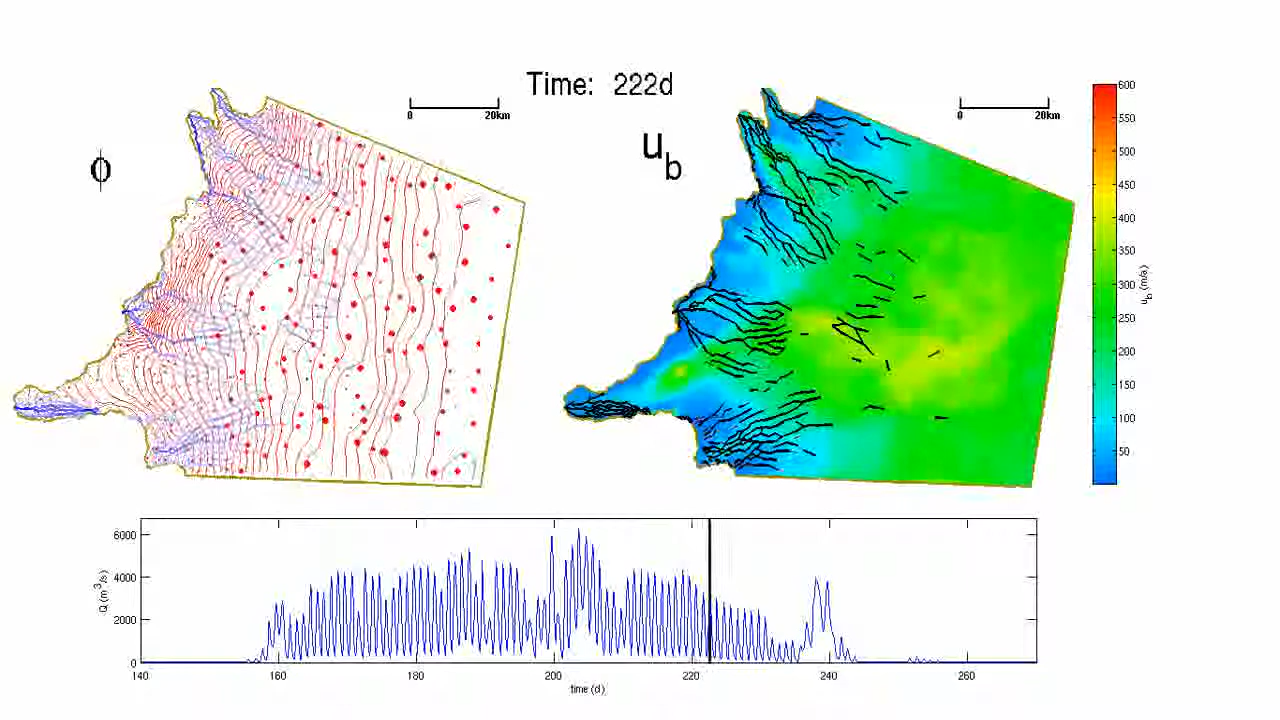 Time: 222d
0 20km
0 20km
ϕ
u_b
600
550
500
450
400
350
300
250
200
150
100
50
u_b (m/a)
6000
4000
2000
0
Q (m^3/s)
140 160 180 200 220 240 260
time (d)